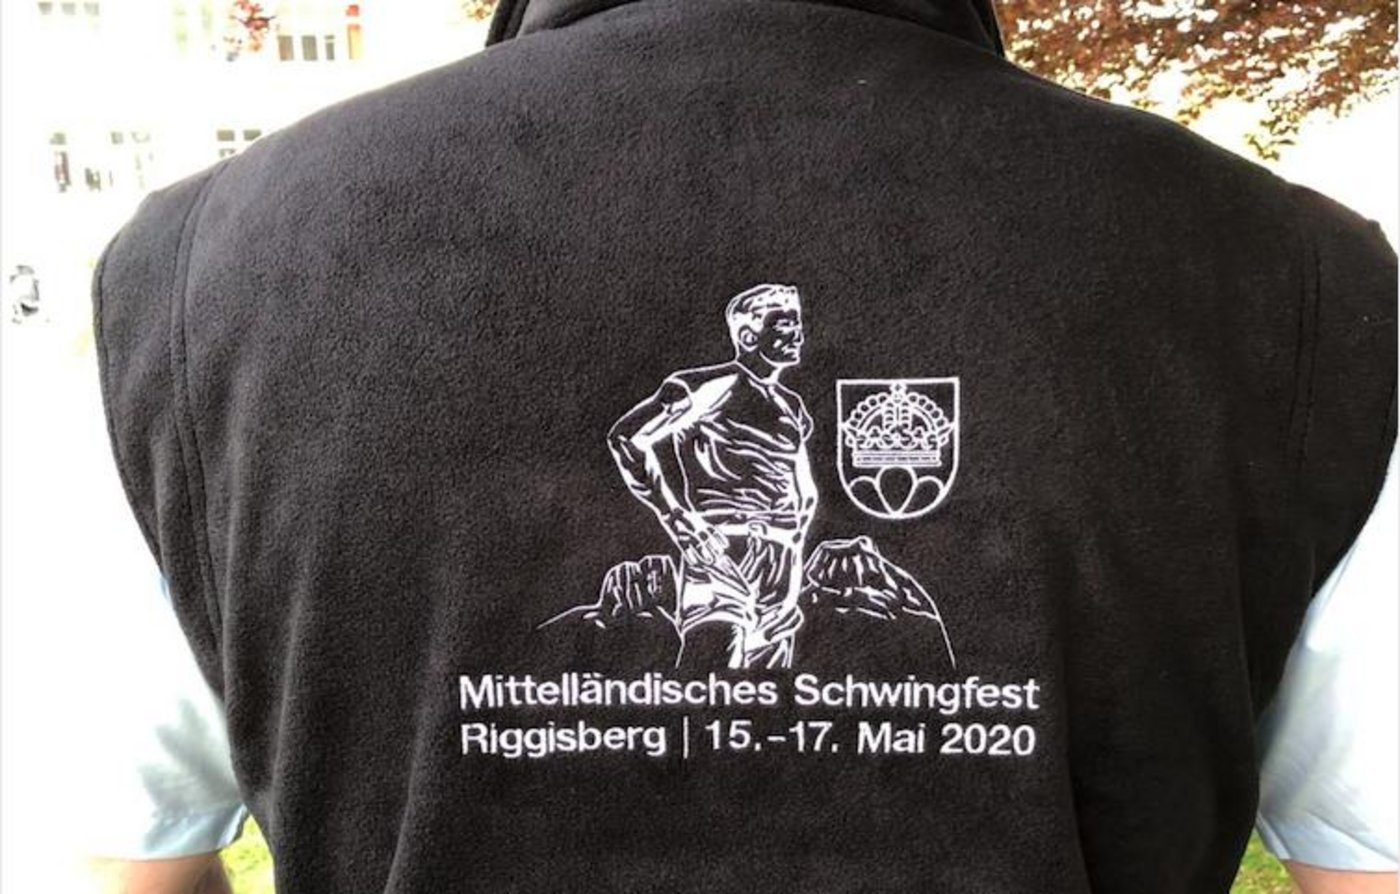 Mittelländisches Schwingfest
Riggisberg | 15.-17. Mai 2020